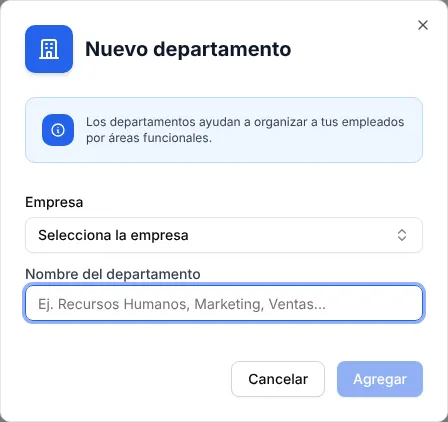 Nuevo departamento
Los departamentos ayudan a organizar a tus empleados
por áreas funcionales.
Empresa
Selecciona la empresa
Nombre del departamento
Ej. Recursos Humanos, Marketing, Ventas...
Cancelar
Agregar